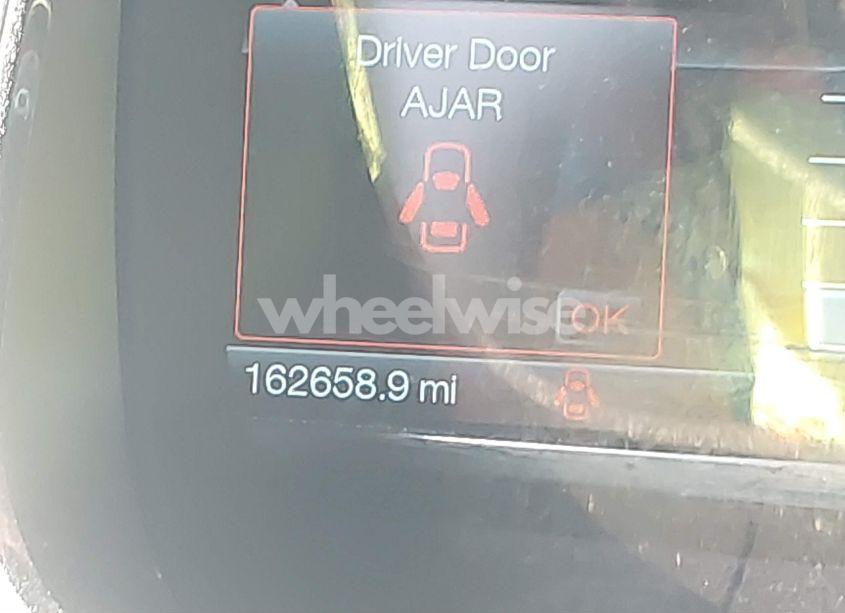 Driver Door
AJAR
wheelwise
OK
162658.9 mi